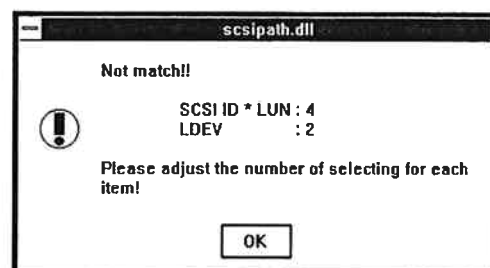 scsipath.dll
Not match!!
SCSI ID * LUN : 4
LDEV : 2
Please adjust the number of selecting for each
item!
OK